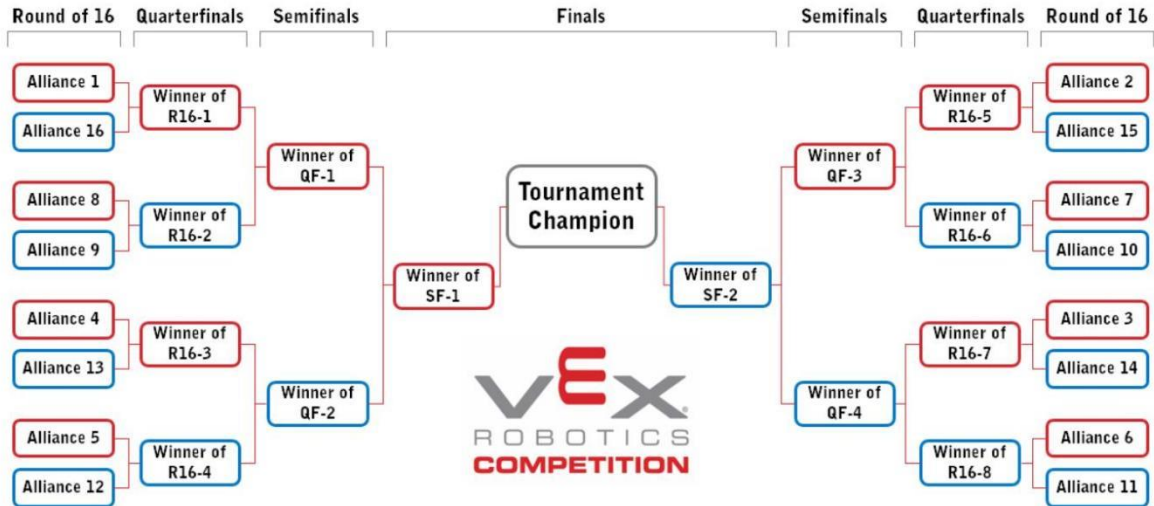 Round of 16
Quarterfinals
Semifinals
Finals
Semifinals
Quarterfinals
Round of 16
Alliance 1
Alliance 16
Alliance 8
Alliance 9
Alliance 4
Alliance 13
Alliance 5
Alliance 12
Winner of
R16-1
Winner of
R16-2
Winner of
R16-3
Winner of
R16-4
Winner of
QF-1
Winner of
QF-2
Winner of
SF-1
Tournament
Champion
Winner of
SF-2
VEX
ROBOTICS
COMPETITION
Winner of
QF-3
Winner of
QF-4
Winner of
R16-5
Winner of
R16-6
Winner of
R16-7
Winner of
R16-8
Alliance 2
Alliance 15
Alliance 7
Alliance 10
Alliance 3
Alliance 14
Alliance 6
Alliance 11